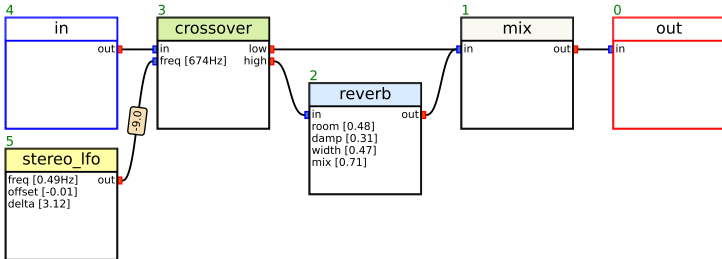 4
in
out
3
crossover
in
low
freq [674Hz]
high
-9.0
5
stereo_lfo
freq [0.49Hz]
out
offset [-0.01]
delta [3.12]
2
reverb
in
out
room [0.48]
damp [0.31]
width [0.47]
mix [0.71]
1
mix
in
out
0
out
in